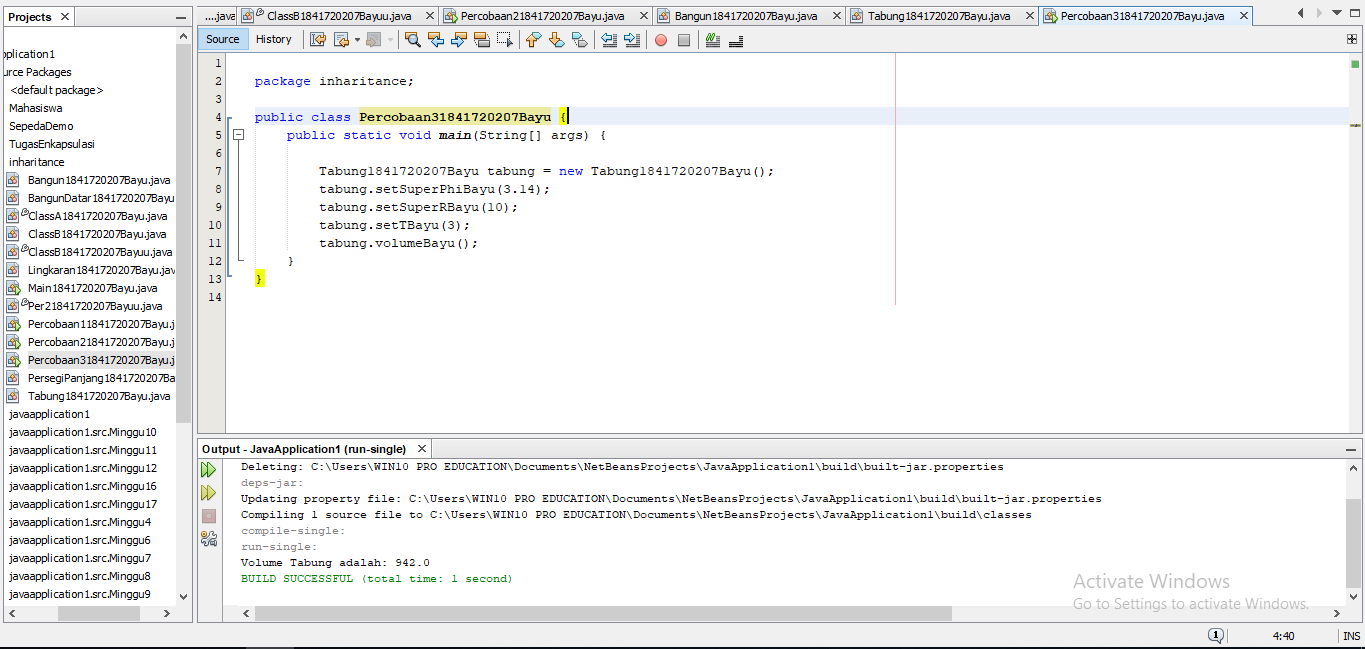 Projects
....java
ClassB1841720207Bayuu.java
Percobaan21841720207Bayu.java
Bangun1841720207Bayu.java
Tabung1841720207Bayu.java
Percobaan31841720207Bayu.java
Source History
pplication1
urce Packages
<default package>
Mahasiswa
SepedaDemo
TugasEnkapsulasi
inharitance
Bangun1841720207Bayu.java
BangunDatar1841720207Bayu
ClassA1841720207Bayu.java
ClassB1841720207Bayu.java
ClassB1841720207Bayuu.java
Lingkaran1841720207Bayu.jav
Main1841720207Bayu.java
Per21841720207Bayuu.java
Percobaan11841720207Bayu.j
Percobaan21841720207Bayu.j
Percobaan31841720207Bayu.j
PersegiPanjang1841720207Ba
Tabung1841720207Bayu.java
javaapplication1
javaapplication1.src.Minggu10
javaapplication1.src.Minggu11
javaapplication1.src.Minggu12
javaapplication1.src.Minggu16
javaapplication1.src.Minggu17
javaapplication1.src.Minggu4
javaapplication1.src.Minggu6
javaapplication1.src.Minggu7
javaapplication1.src.Minggu8
javaapplication1.src.Minggu9
1
2 package inharitance;
3
4 public class Percobaan31841720207Bayu {
5 public static void main(String[] args) {
6
7 Tabung1841720207Bayu tabung = new Tabung1841720207Bayu();
8 tabung.setSuperPhiBayu(3.14);
9 tabung.setSuperRBayu(10);
10 tabung.setTBayu(3);
11 tabung.volumeBayu();
12 }
13 }
14
Output - JavaApplication1 (run-single)
Deleting: C:\Users\WIN10 PRO EDUCATION\Documents\NetBeansProjects\JavaApplication1\build\built-jar.properties
deps-jar:
Updating property file: C:\Users\WIN10 PRO EDUCATION\Documents\NetBeansProjects\JavaApplication1\build\built-jar.properties
Compiling 1 source file to C:\Users\WIN10 PRO EDUCATION\Documents\NetBeansProjects\JavaApplication1\build\classes
compile-single:
run-single:
Volume Tabung adalah: 942.0
BUILD SUCCESSFUL (total time: 1 second)
Activate Windows
Go to Settings to activate Windows.
1 4:40 INS